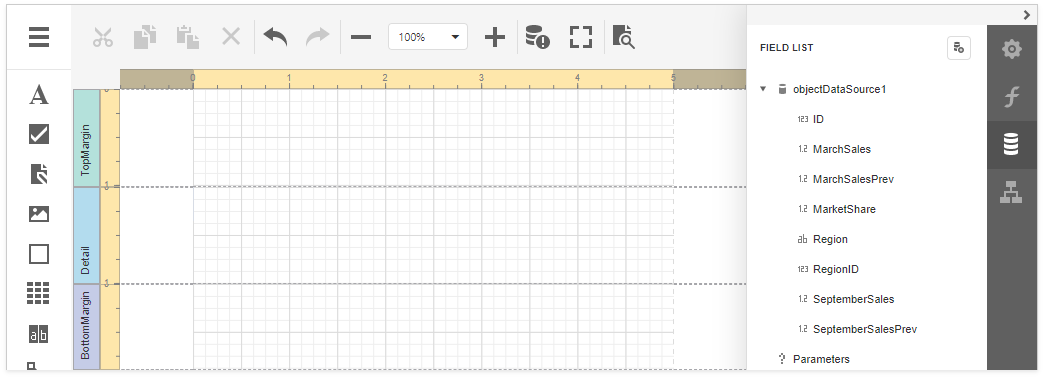 100%
FIELD LIST
0 1 2 3 4 5
objectDataSource1
123 ID
1.2 MarchSales
1.2 MarchSalesPrev
1.2 MarketShare
ab Region
123 RegionID
1.2 SeptemberSales
1.2 SeptemberSalesPrev
Parameters
TopMargin
Detail
BottomMargin
A
ab
f